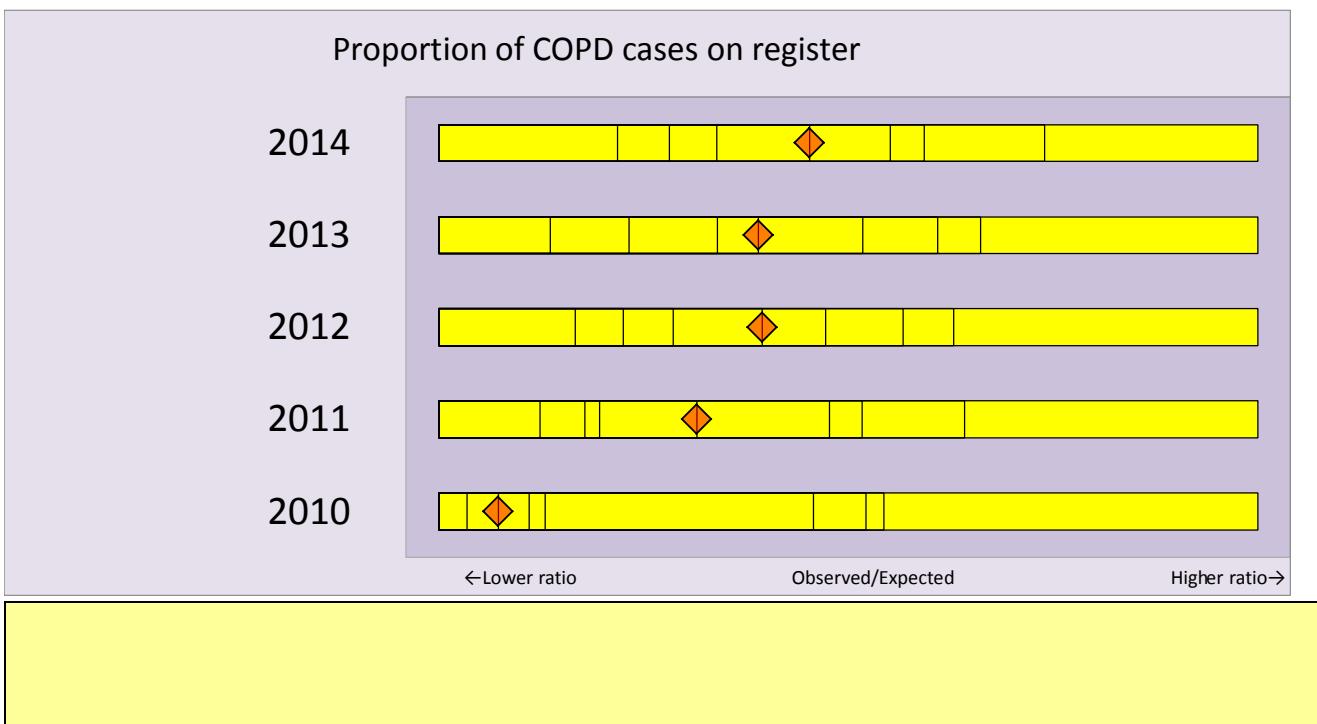 Proportion of COPD cases on register
2014
2013
2012
2011
2010
←Lower ratio Observed/Expected Higher ratio→